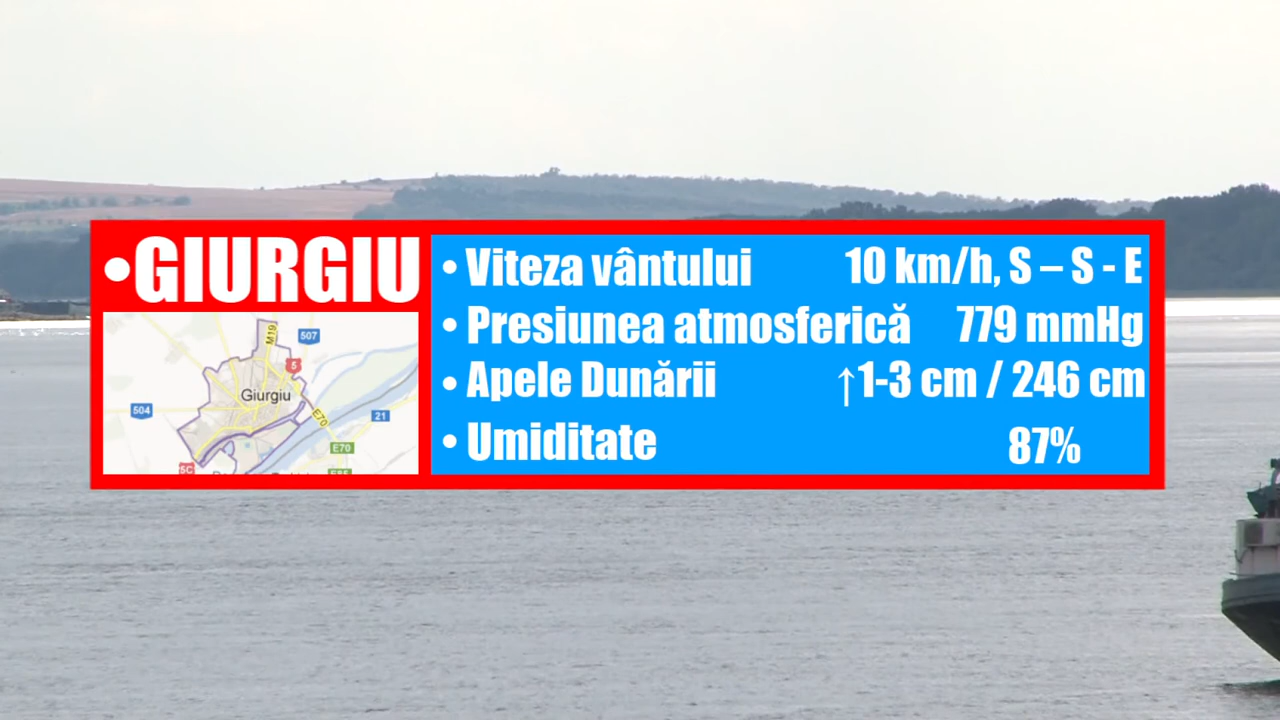 •GIURGIU
• Viteza vântului 10 km/h, S – S - E
• Presiunea atmosferică 779 mmHg
• Apele Dunării ↑1-3 cm / 246 cm
• Umiditate 87%
M19
507
5
Giurgiu
504
E70
21
E70
5C